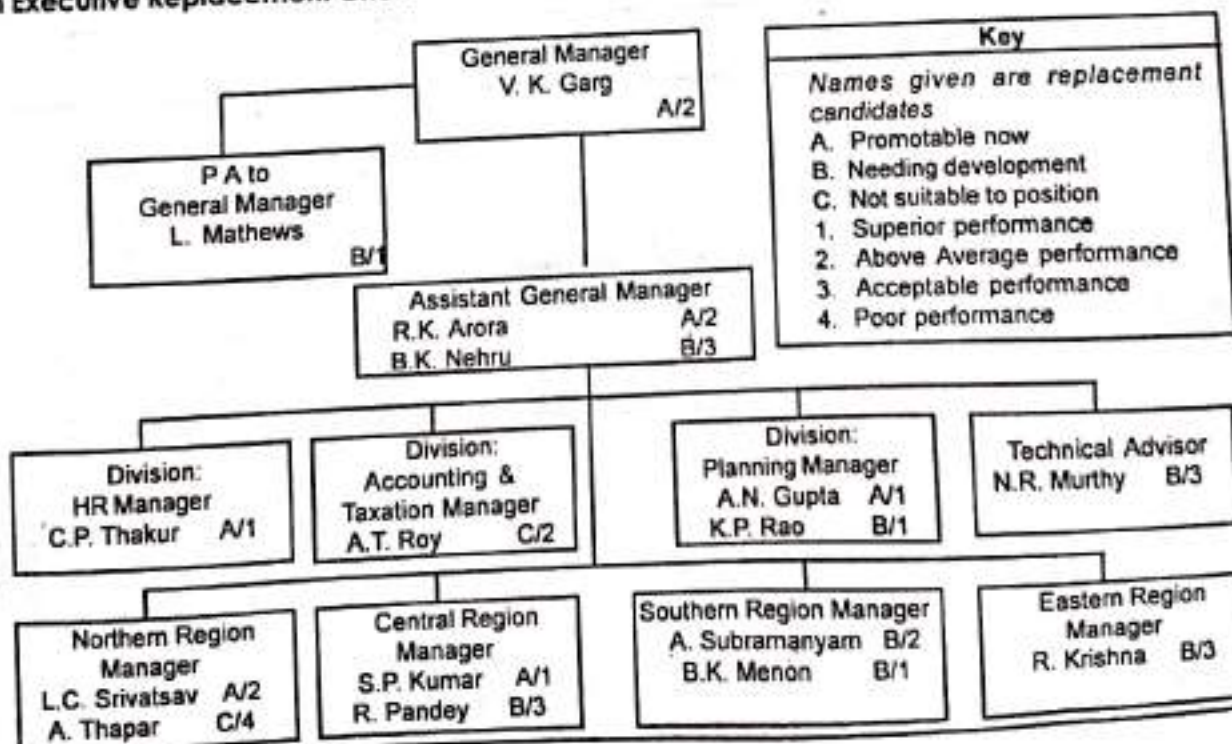 Executive Replacement
General Manager
V. K. Garg
A/2
Key
Names given are replacement
candidates
A. Promotable now
B. Needing development
C. Not suitable to position
1. Superior performance
2. Above Average performance
3. Acceptable performance
4. Poor performance
P A to
General Manager
L. Mathews
B/1
Assistant General Manager
R.K. Arora A/2
B.K. Nehru B/3
Division:
HR Manager
C.P. Thakur A/1
Division:
Accounting &
Taxation Manager
A.T. Roy C/2
Division:
Planning Manager
A.N. Gupta A/1
K.P. Rao B/1
Technical Advisor
N.R. Murthy B/3
Northern Region
Manager
L.C. Srivatsav A/2
A. Thapar C/4
Central Region
Manager
S.P. Kumar A/1
R. Pandey B/3
Southern Region Manager
A. Subramanyam B/2
B.K. Menon B/1
Eastern Region
Manager
R. Krishna B/3